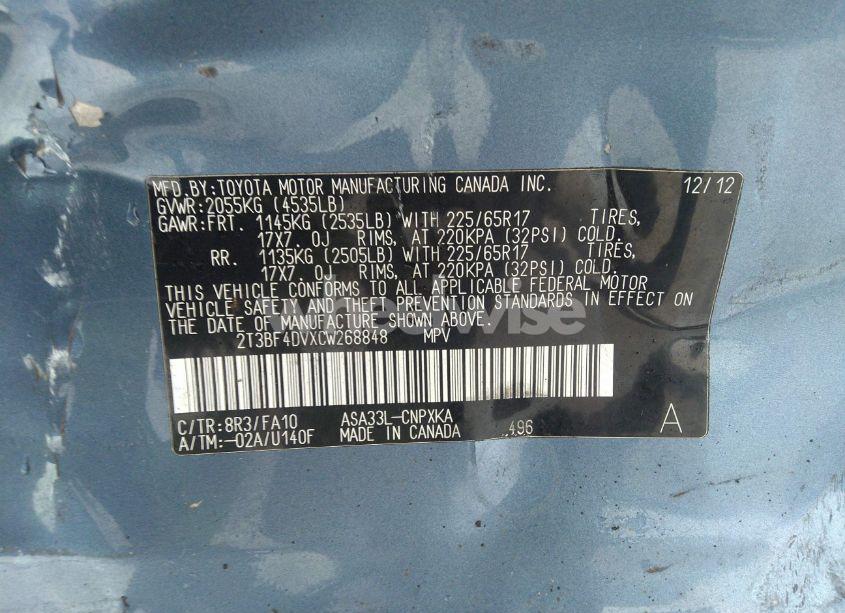 MFD.BY:TOYOTA MOTOR MANUFACTURING CANADA INC. 12/12
GVWR:2055KG (4535LB)
GAWR:FRT. 1145KG (2535LB) WITH 225/65R17 TIRES,
17X7.0J RIMS, AT 220KPA (32PSI) COLD.
RR. 1135KG (2505LB) WITH 225/65R17 TIRES,
17X7.0J RIMS, AT 220KPA (32PSI) COLD.
THIS VEHICLE CONFORMS TO ALL APPLICABLE FEDERAL MOTOR
VEHICLE SAFETY AND THEFT PREVENTION STANDARDS IN EFFECT ON
THE DATE OF MANUFACTURE SHOWN ABOVE.
2T3BF4DVXCW268848 MPV
C/TR:8R3/FA10 ASA33L-CNPXKA
A/TM:-02A/U140F MADE IN CANADA 496 A